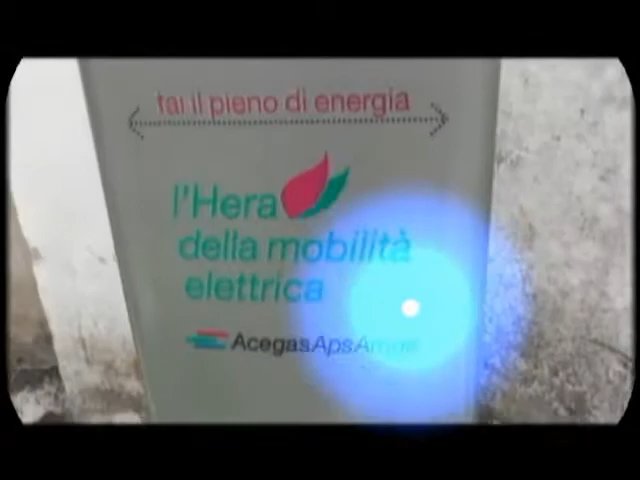 fai il pieno di energia
l'Hera
della mobilità
elettrica
AcegasApsAmga